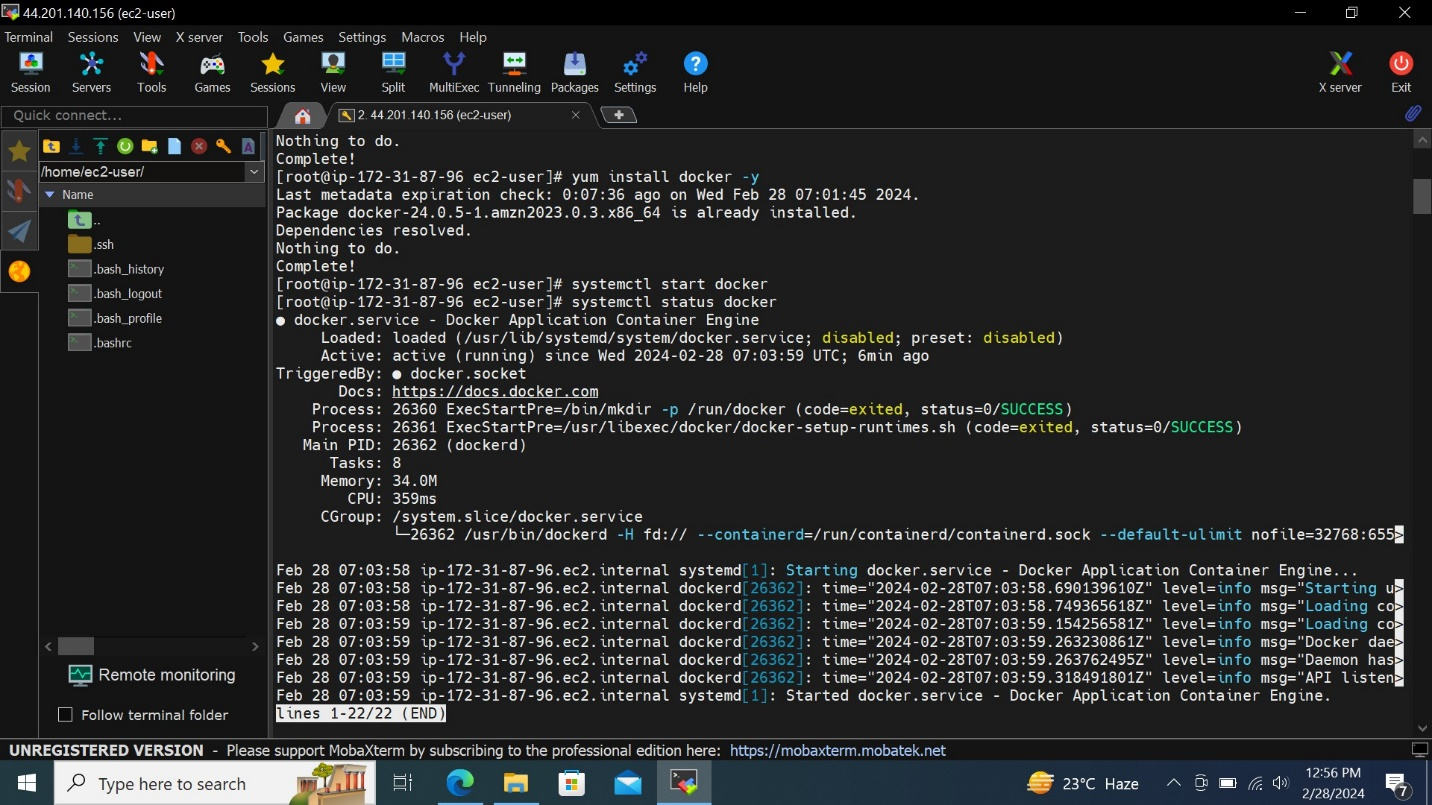 44.201.140.156 (ec2-user)
Terminal Sessions View X server Tools Games Settings Macros Help
Session Servers Tools Games Sessions View Split MultiExec Tunneling Packages Settings Help X server Exit
Quick connect...
2. 44.201.140.156 (ec2-user)
/home/ec2-user/
Name
..
.ssh
.bash_history
.bash_logout
.bash_profile
.bashrc
Remote monitoring
Follow terminal folder
Nothing to do.
Complete!
[root@ip-172-31-87-96 ec2-user]# yum install docker -y
Last metadata expiration check: 0:07:36 ago on Wed Feb 28 07:01:45 2024.
Package docker-24.0.5-1.amzn2023.0.3.x86_64 is already installed.
Dependencies resolved.
Nothing to do.
Complete!
[root@ip-172-31-87-96 ec2-user]# systemctl start docker
[root@ip-172-31-87-96 ec2-user]# systemctl status docker
● docker.service - Docker Application Container Engine
Loaded: loaded (/usr/lib/systemd/system/docker.service; disabled; preset: disabled)
Active: active (running) since Wed 2024-02-28 07:03:59 UTC; 6min ago
TriggeredBy: ● docker.socket
Docs: https://docs.docker.com
Process: 26360 ExecStartPre=/bin/mkdir -p /run/docker (code=exited, status=0/SUCCESS)
Process: 26361 ExecStartPre=/usr/libexec/docker/docker-setup-runtimes.sh (code=exited, status=0/SUCCESS)
Main PID: 26362 (dockerd)
Tasks: 8
Memory: 34.0M
CPU: 359ms
CGroup: /system.slice/docker.service
└─26362 /usr/bin/dockerd -H fd:// --containerd=/run/containerd/containerd.sock --default-ulimit nofile=32768:655>
Feb 28 07:03:58 ip-172-31-87-96.ec2.internal systemd[1]: Starting docker.service - Docker Application Container Engine...
Feb 28 07:03:58 ip-172-31-87-96.ec2.internal dockerd[26362]: time="2024-02-28T07:03:58.690139610Z" level=info msg="Starting u>
Feb 28 07:03:58 ip-172-31-87-96.ec2.internal dockerd[26362]: time="2024-02-28T07:03:58.749365618Z" level=info msg="Loading co>
Feb 28 07:03:59 ip-172-31-87-96.ec2.internal dockerd[26362]: time="2024-02-28T07:03:59.154256581Z" level=info msg="Loading co>
Feb 28 07:03:59 ip-172-31-87-96.ec2.internal dockerd[26362]: time="2024-02-28T07:03:59.263230861Z" level=info msg="Docker dae>
Feb 28 07:03:59 ip-172-31-87-96.ec2.internal dockerd[26362]: time="2024-02-28T07:03:59.263762495Z" level=info msg="Daemon has>
Feb 28 07:03:59 ip-172-31-87-96.ec2.internal dockerd[26362]: time="2024-02-28T07:03:59.318491801Z" level=info msg="API listen>
Feb 28 07:03:59 ip-172-31-87-96.ec2.internal systemd[1]: Started docker.service - Docker Application Container Engine.
lines 1-22/22 (END)
UNREGISTERED VERSION - Please support MobaXterm by subscribing to the professional edition here: https://mobaxterm.mobatek.net
Type here to search
23°C Haze
12:56 PM
2/28/2024
7